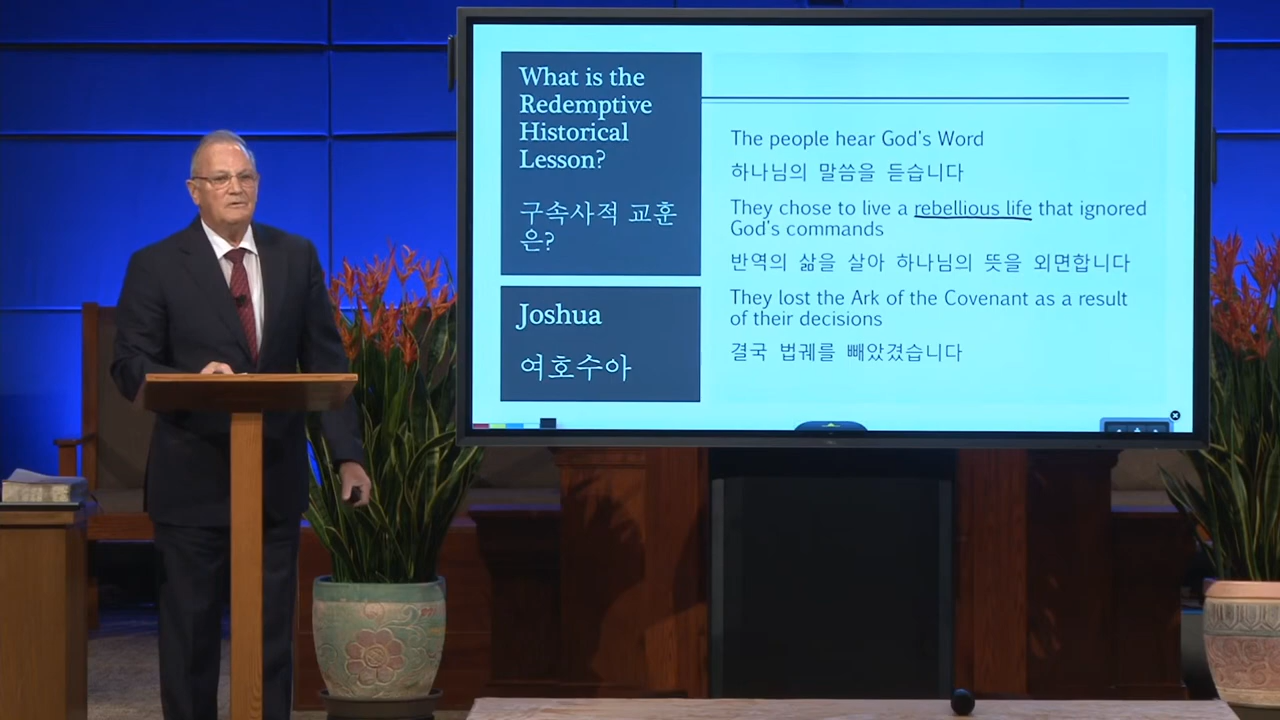 What is the
Redemptive
Historical
Lesson?
구속사적 교훈
은?
Joshua
여호수아
The people hear God's Word
하나님의 말씀을 듣습니다
They chose to live a rebellious life that ignored
God's commands
반역의 삶을 살아 하나님의 뜻을 외면합니다
They lost the Ark of the Covenant as a result
of their decisions
결국 법궤를 빼았겼습니다